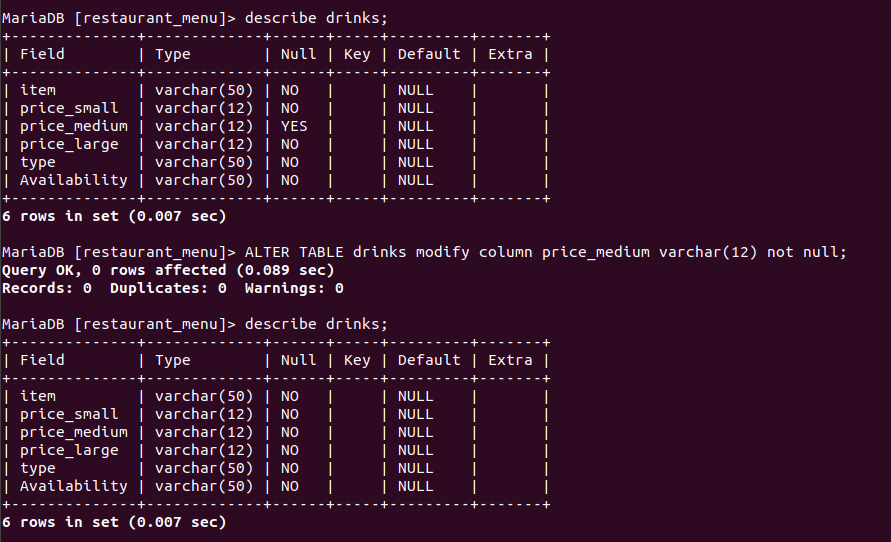 MariaDB [restaurant_menu]> describe drinks;
+--------------+-------------+------+-----+---------+-------+
| Field        | Type        | Null | Key | Default | Extra |
+--------------+-------------+------+-----+---------+-------+
| item         | varchar(50) | NO   |     | NULL    |       |
| price_small  | varchar(12) | NO   |     | NULL    |       |
| price_medium | varchar(12) | YES  |     | NULL    |       |
| price_large  | varchar(12) | NO   |     | NULL    |       |
| type         | varchar(50) | NO   |     | NULL    |       |
| Availability | varchar(50) | NO   |     | NULL    |       |
+--------------+-------------+------+-----+---------+-------+
6 rows in set (0.007 sec)
MariaDB [restaurant_menu]> ALTER TABLE drinks modify column price_medium varchar(12) not null;
Query OK, 0 rows affected (0.089 sec)
Records: 0  Duplicates: 0  Warnings: 0
MariaDB [restaurant_menu]> describe drinks;
+--------------+-------------+------+-----+---------+-------+
| Field        | Type        | Null | Key | Default | Extra |
+--------------+-------------+------+-----+---------+-------+
| item         | varchar(50) | NO   |     | NULL    |       |
| price_small  | varchar(12) | NO   |     | NULL    |       |
| price_medium | varchar(12) | NO   |     | NULL    |       |
| price_large  | varchar(12) | NO   |     | NULL    |       |
| type         | varchar(50) | NO   |     | NULL    |       |
| Availability | varchar(50) | NO   |     | NULL    |       |
+--------------+-------------+------+-----+---------+-------+
6 rows in set (0.007 sec)